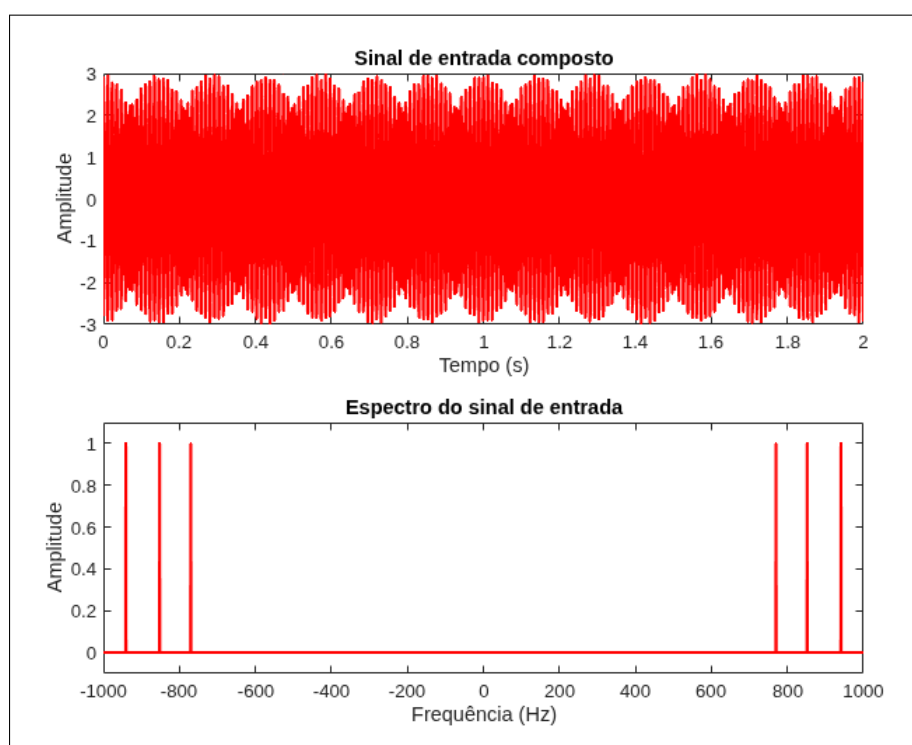 Sinal de entrada composto
3
2
1
0
-1
-2
-3
Amplitude
0 0.2 0.4 0.6 0.8 1 1.2 1.4 1.6 1.8 2
Tempo (s)
Espectro do sinal de entrada
1
0.8
0.6
0.4
0.2
0
Amplitude
-1000 -800 -600 -400 -200 0 200 400 600 800 1000
Frequência (Hz)